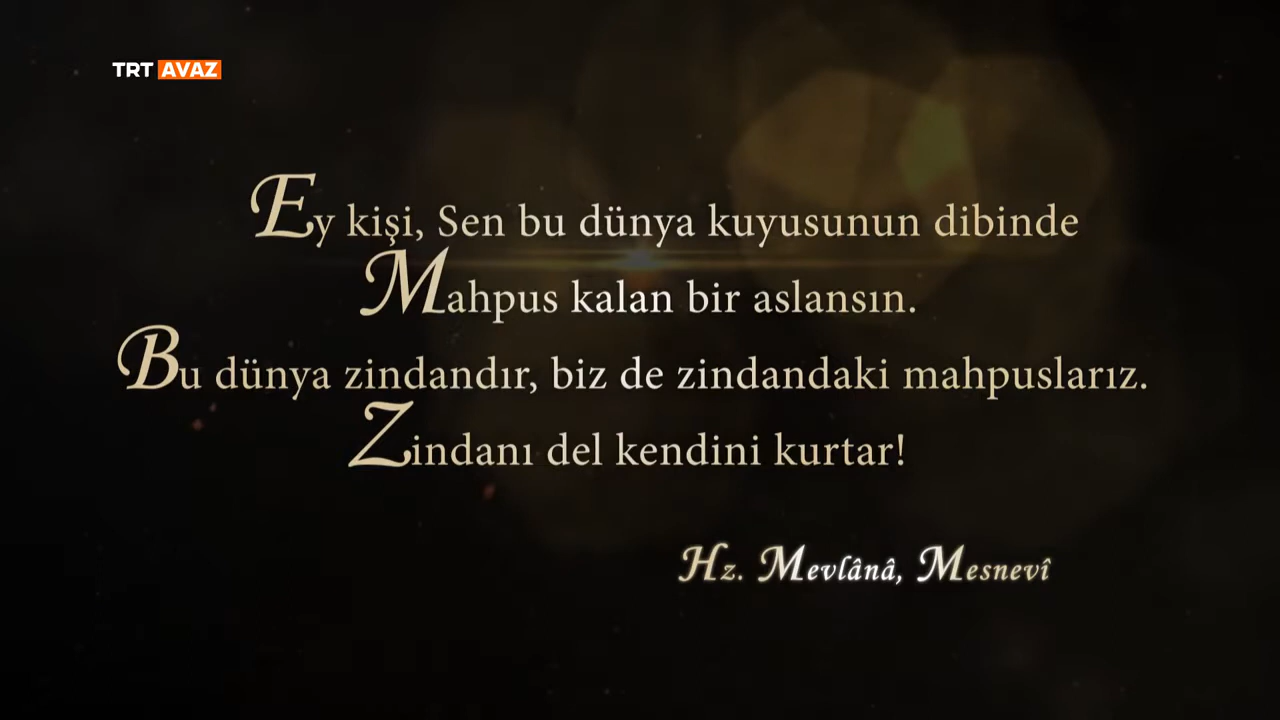 TRT AVAZ
Ey kişi, Sen bu dünya kuyusunun dibinde
Mahpus kalan bir aslansın.
Bu dünya zindandır, biz de zindandaki mahpuslarız.
Zindanı del kendini kurtar!
Hz. Mevlânâ, Mesnevî